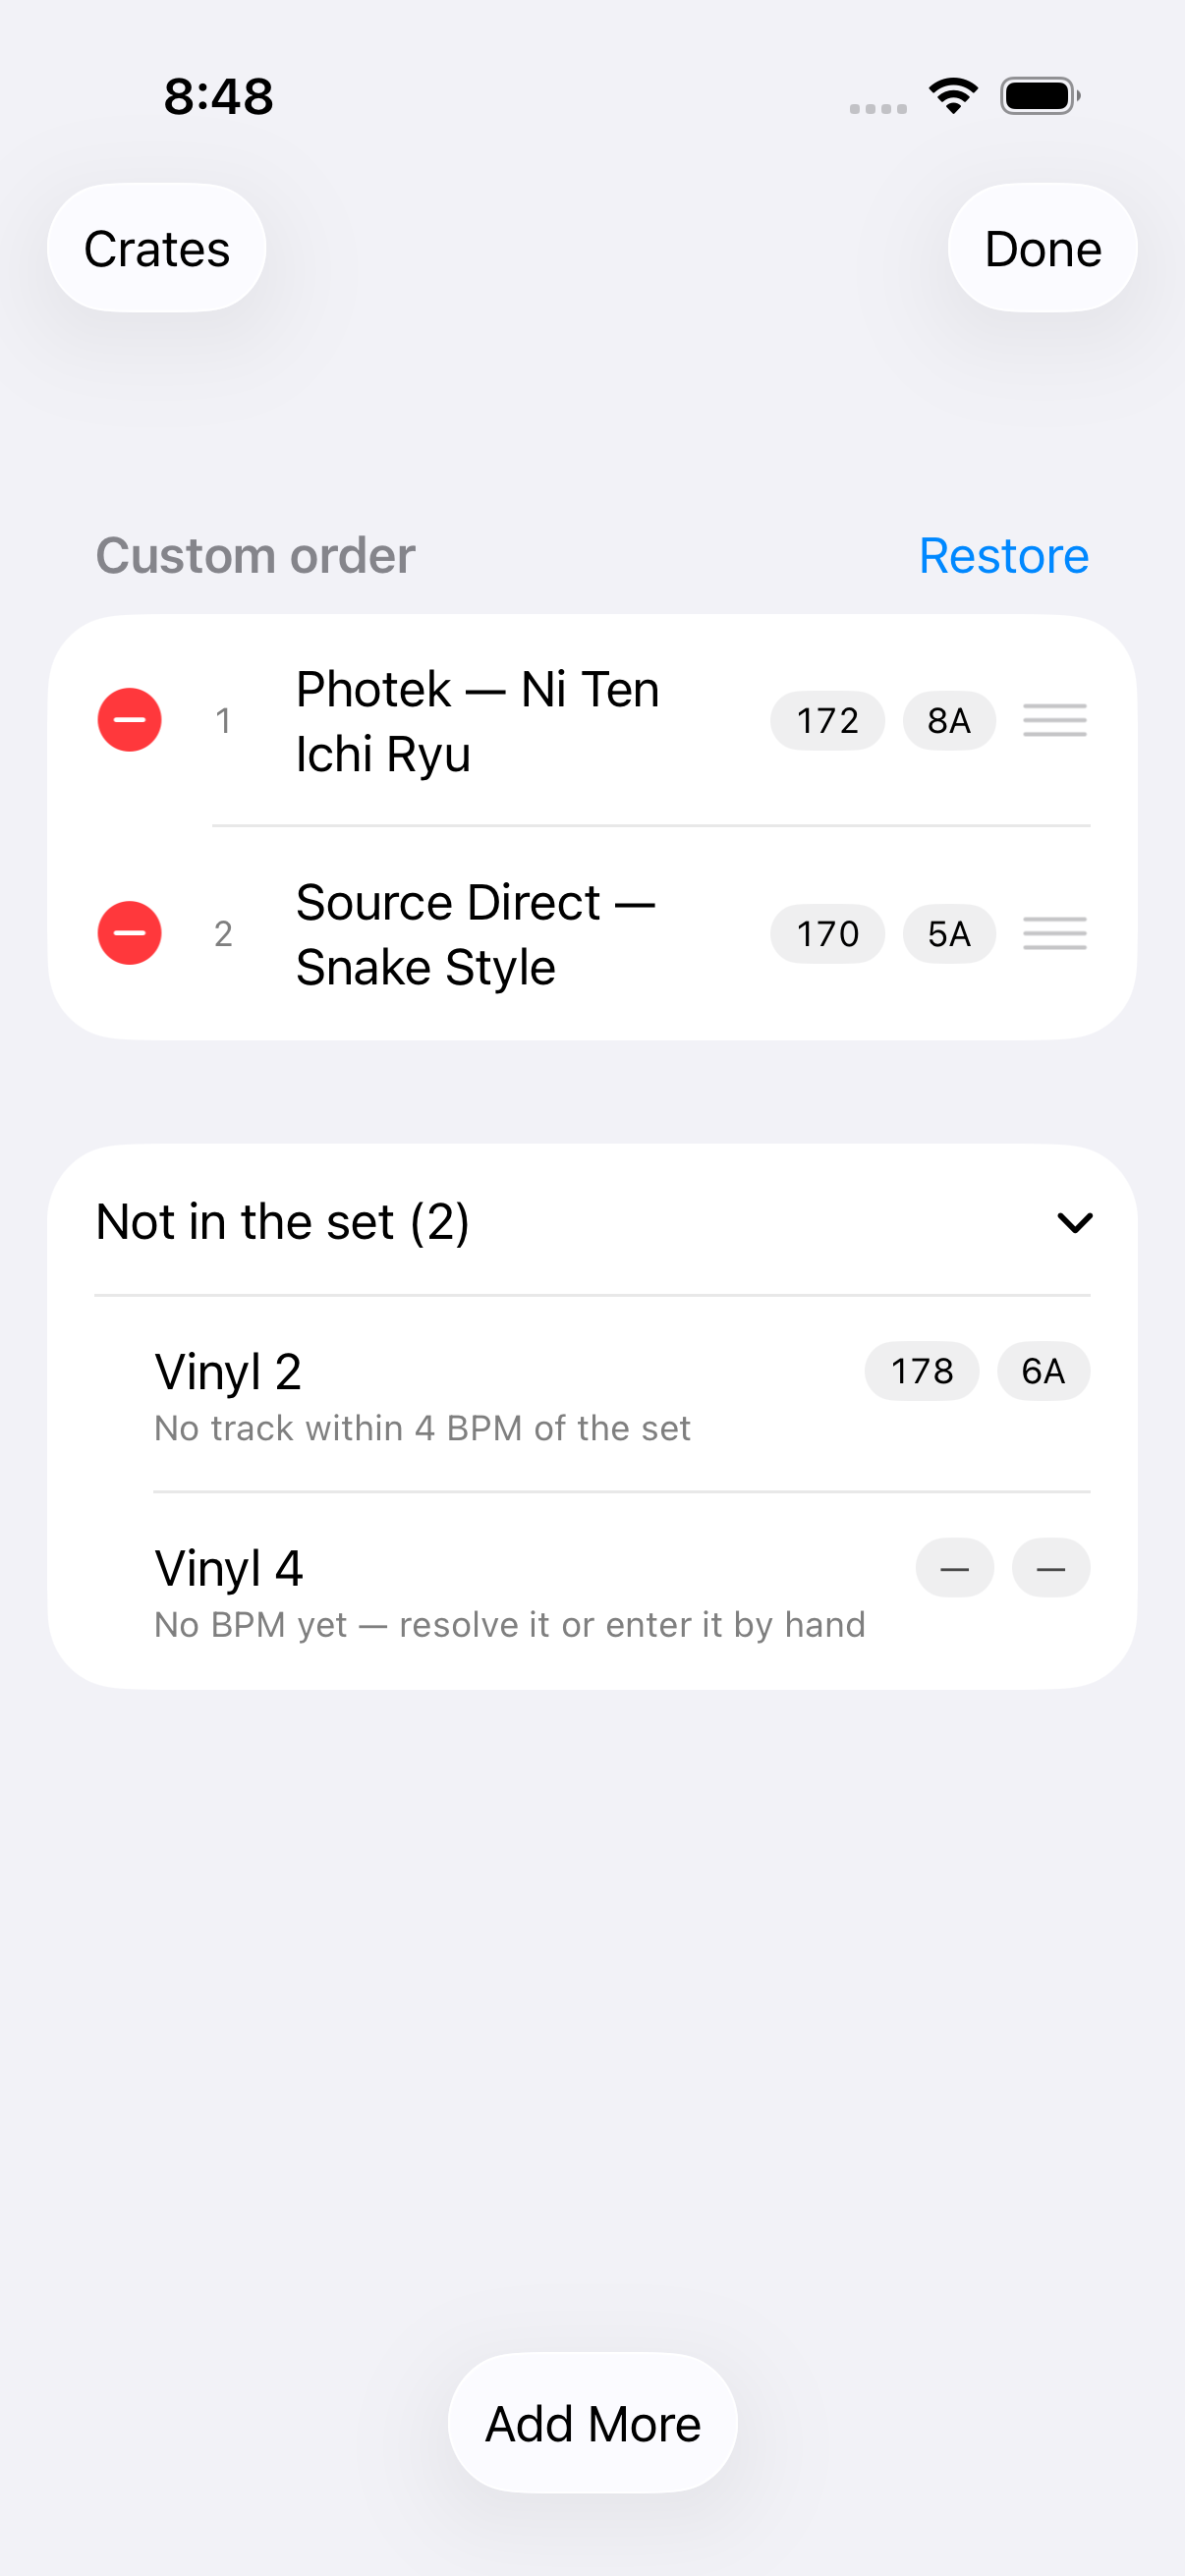 8:48
Crates
Done
Custom order
Restore
1
Photek — Ni Ten
Ichi Ryu
172
8A
2
Source Direct —
Snake Style
170
5A
Not in the set (2)
Vinyl 2
178
6A
No track within 4 BPM of the set
Vinyl 4
—
—
No BPM yet — resolve it or enter it by hand
Add More